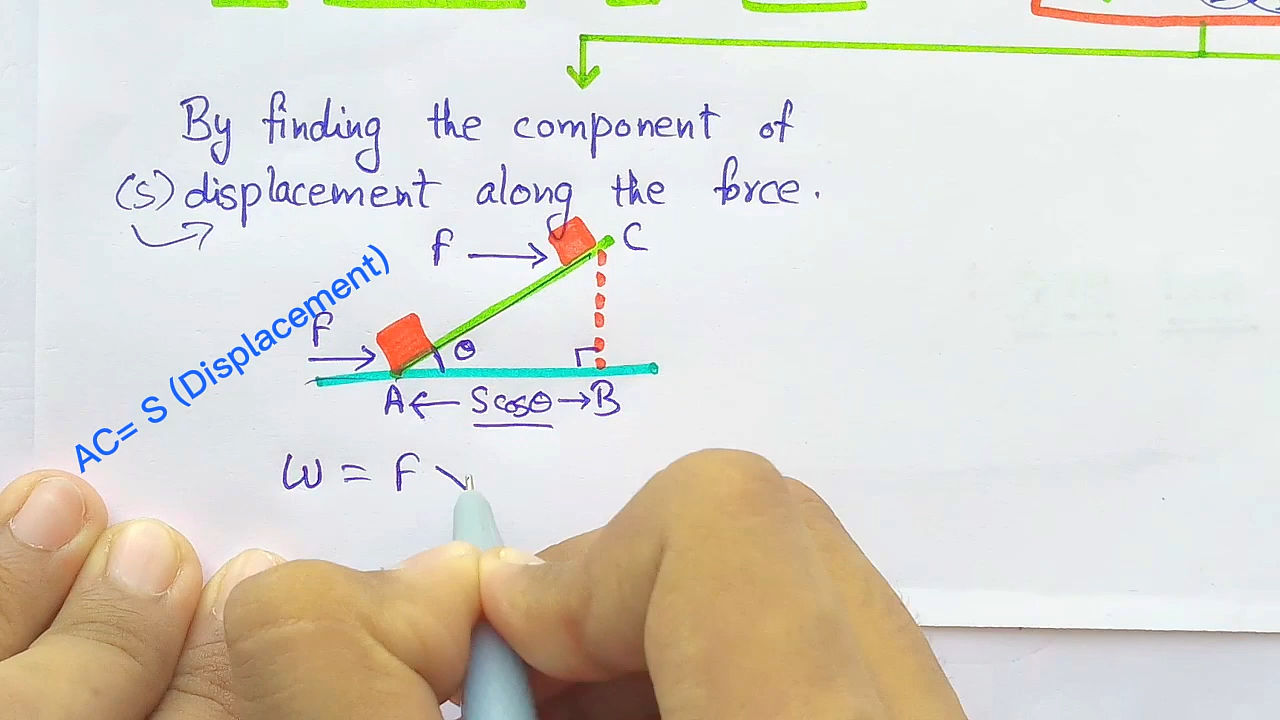 By finding the component of
(S) displacement along the force.
F → C
AC= S (Displacement)
F → θ
A ← S cosθ → B
W = F